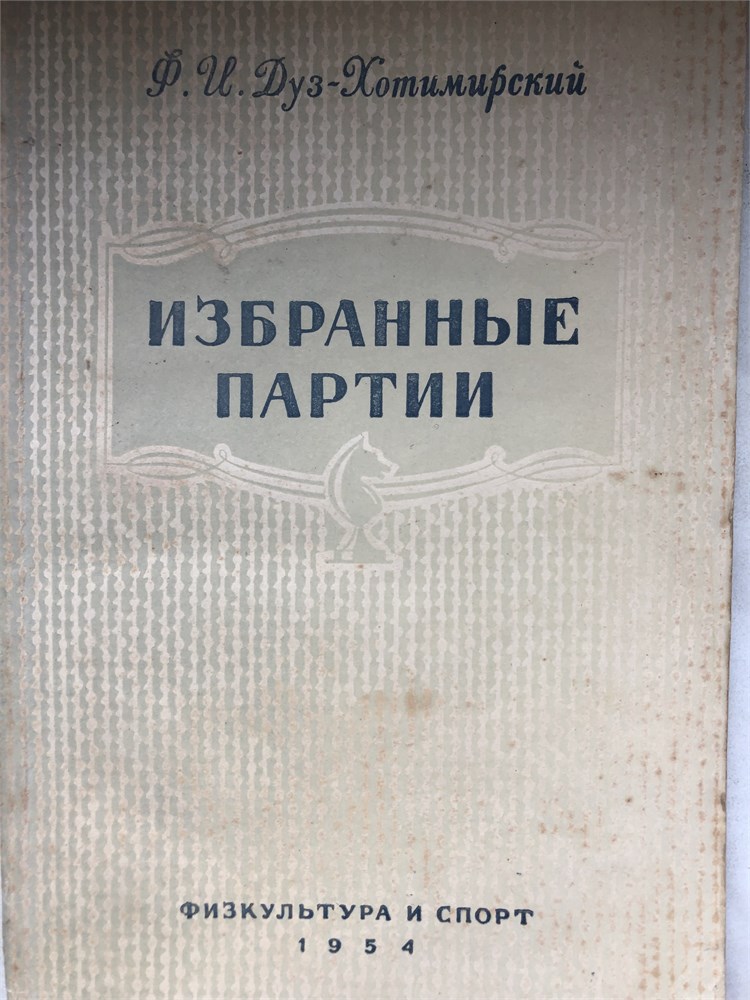 Ф. И. Дуз-Хотимирский
ИЗБРАННЫЕ
ПАРТИИ
ФИЗКУЛЬТУРА И СПОРТ
1954